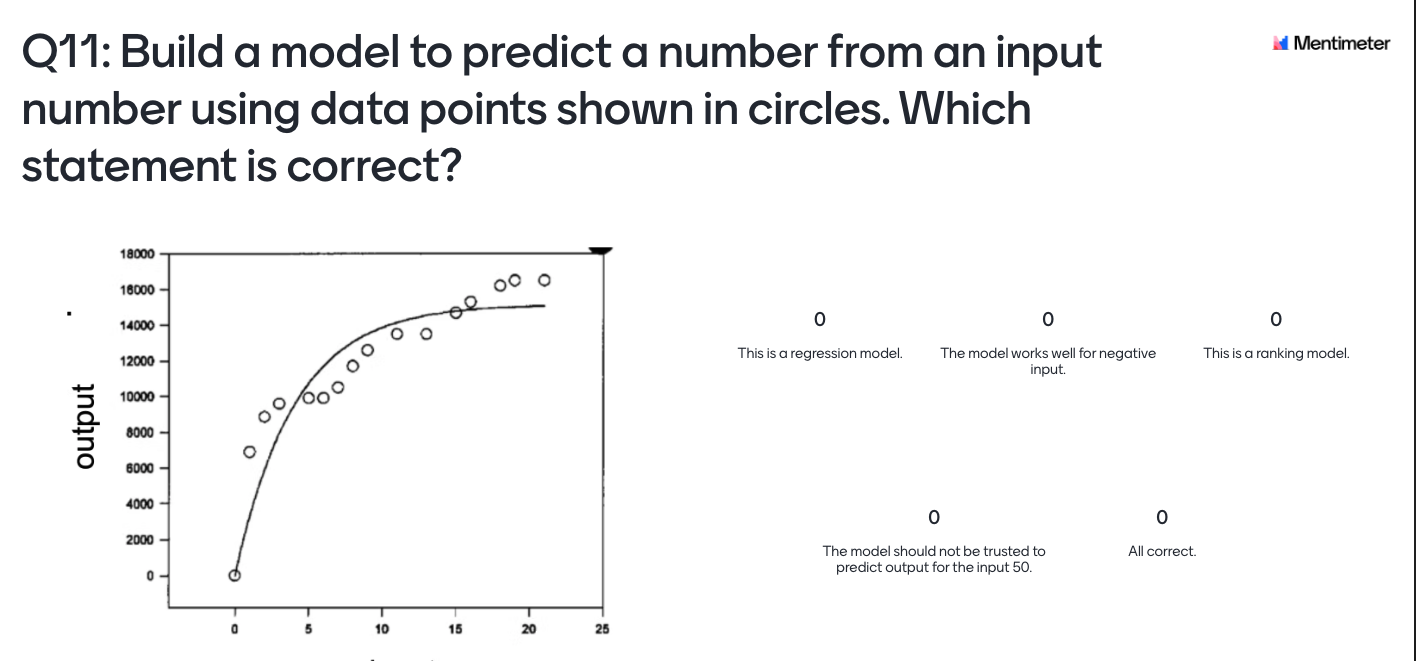 Q11: Build a model to predict a number from an input
number using data points shown in circles. Which
statement is correct?
Mentimeter
18000
16000
14000
12000
10000
8000
6000
4000
2000
0
output
0
5
10
15
20
25
0
This is a regression model.
0
The model works well for negative
input.
0
This is a ranking model.
0
The model should not be trusted to
predict output for the input 50.
0
All correct.